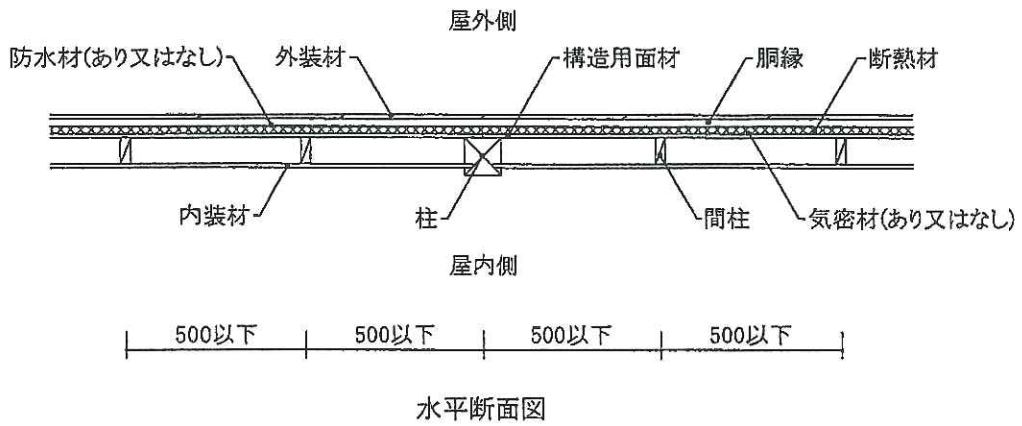 屋外側
防水材(あり又はなし) 外装材 構造用面材 胴縁 断熱材
内装材 柱 間柱 気密材(あり又はなし)
屋内側
500以下 500以下 500以下 500以下
水平断面図